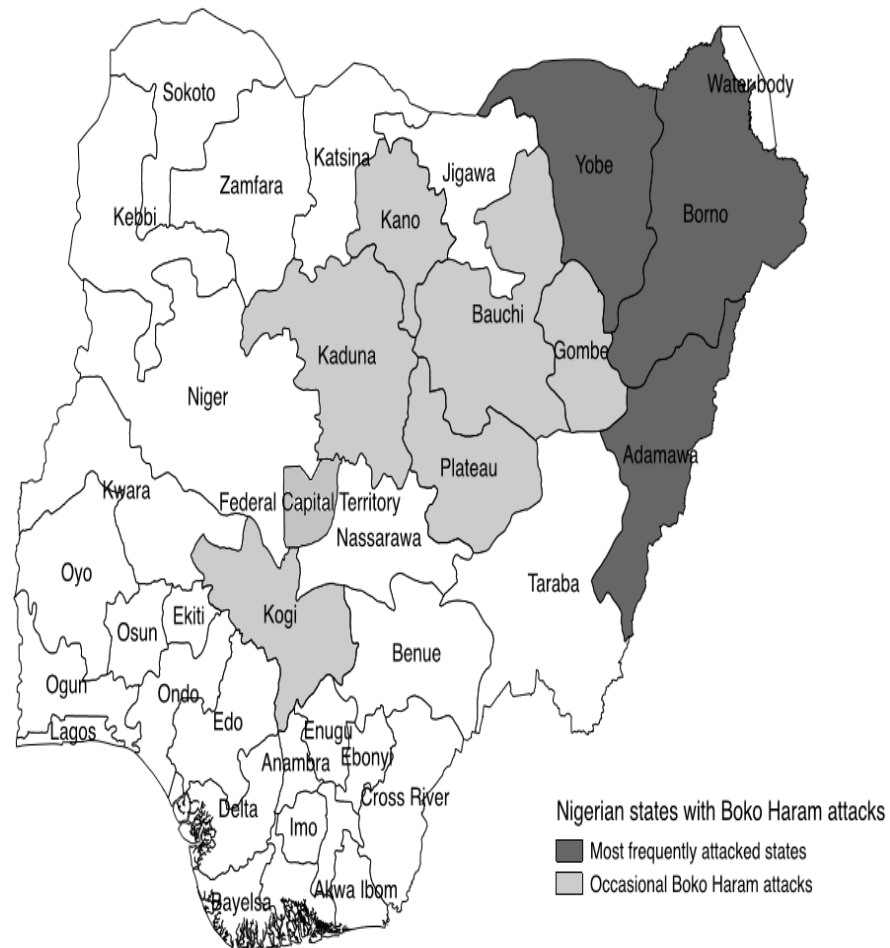 Sokoto
Water body
Katsina
Jigawa
Yobe
Zamfara
Kebbi
Kano
Borno
Bauchi
Kaduna
Gombe
Niger
Adamawa
Plateau
Kwara
Federal Capital Territory
Nassarawa
Oyo
Taraba
Ekiti
Kogi
Osun
Benue
Ogun
Ondo
Edo
Lagos
Enugu
Anambra
Ebonyi
Cross River
Delta
Imo
Akwa Ibom
Bayelsa
Nigerian states with Boko Haram attacks
Most frequently attacked states
Occasional Boko Haram attacks